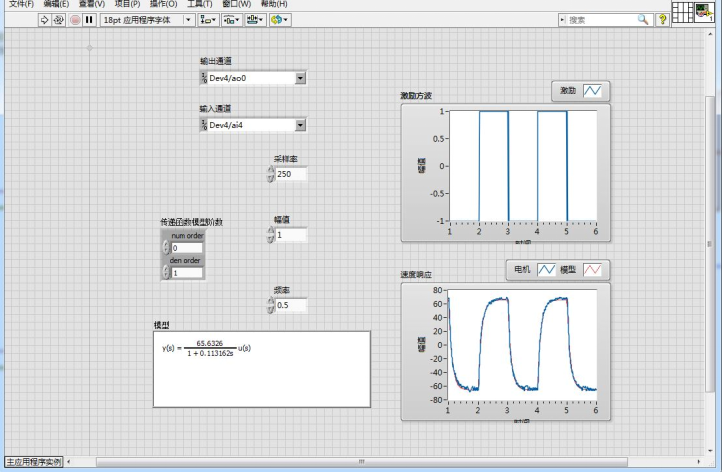 文件(F) 编辑(E) 查看(V) 项目(P) 操作(O) 工具(T) 窗口(W) 帮助(H)
18pt 应用程序字体
搜索
输出通道
Dev4/ao0
输入通道
Dev4/ai4
采样率
250
传递函数模型阶数
num order
0
den order
1
幅值
1
频率
0.5
模型
y(s) = 65.6326 / 1 + 0.113162s u(s)
激励方波
激励
幅值
1
0.5
0
-0.5
-1
1 2 3 4 5 6
时间
速度响应
电机 模型
幅值
80
60
40
20
0
-20
-40
-60
-80
1 2 3 4 5 6
时间
主应用程序实例